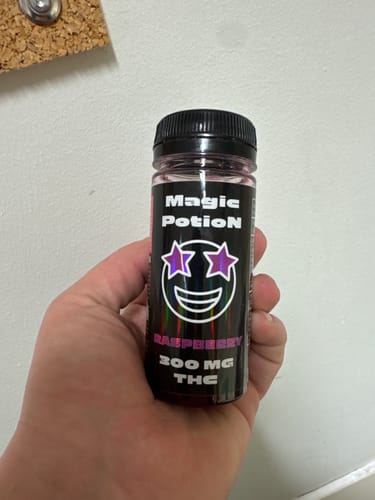 Magic
PotioN
RASPBERRY
300 MG
THC